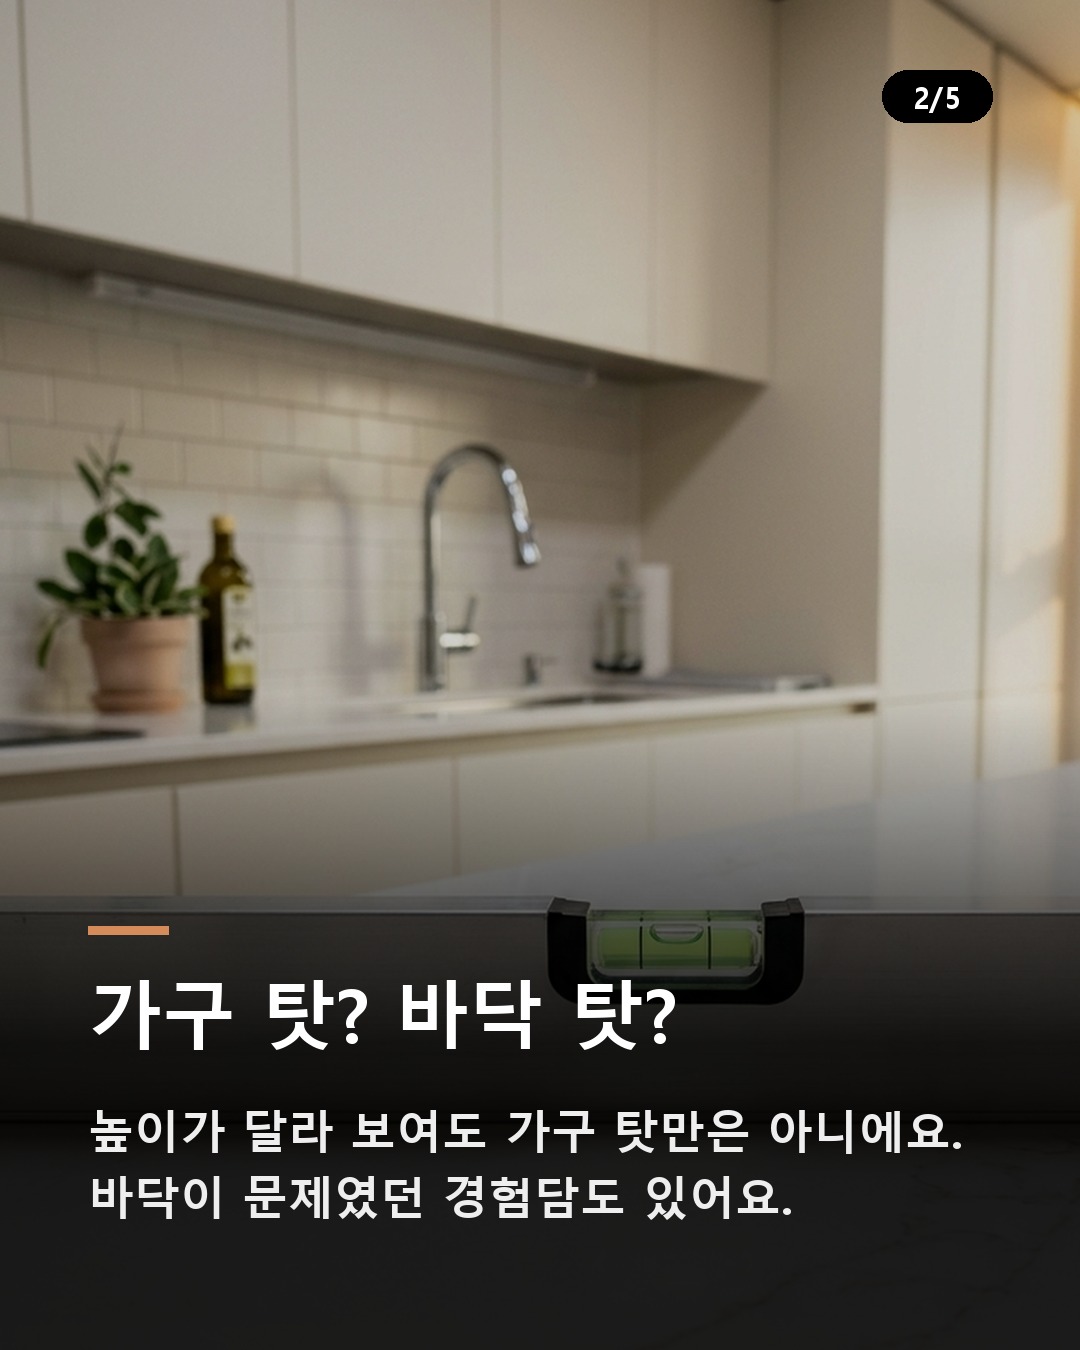 2/5
가구 탓? 바닥 탓?
높이가 달라 보여도 가구 탓만은 아니에요.
바닥이 문제였던 경험담도 있어요.